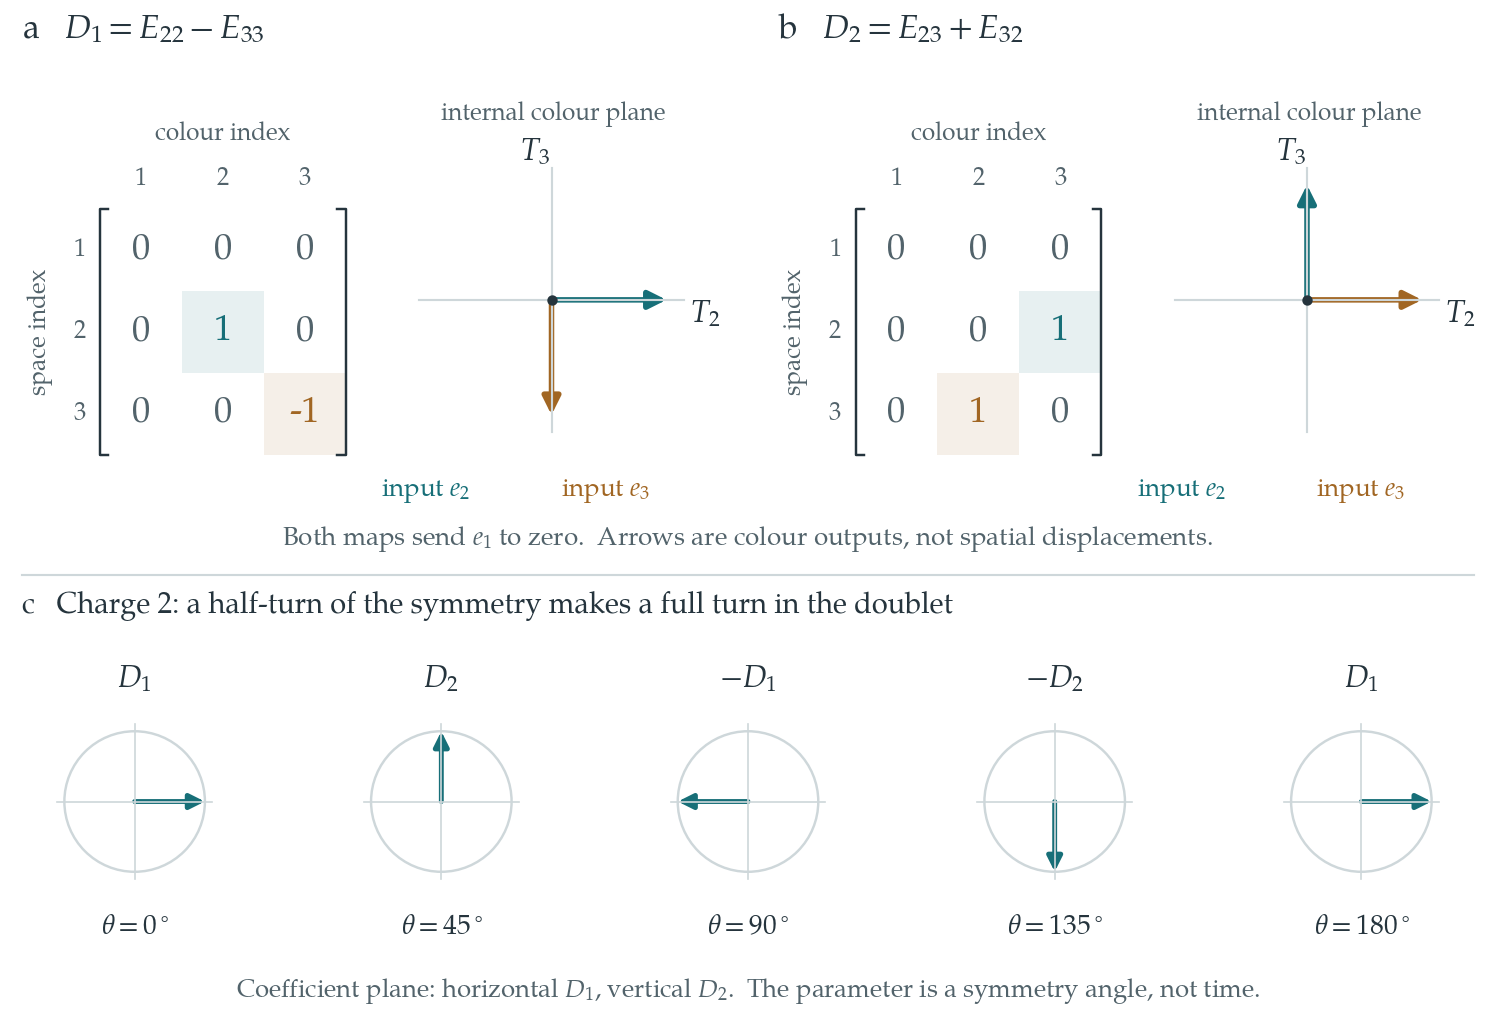 a D₁ = E₂₂ − E₃₃
b D₂ = E₂₃ + E₃₂
colour index
1 2 3
space index
1 0 0 0
2 0 1 0
3 0 0 -1
internal colour plane
T₃
T₂
input e₂ input e₃
colour index
1 2 3
space index
1 0 0 0
2 0 0 1
3 0 1 0
internal colour plane
T₃
T₂
input e₂ input e₃
Both maps send e₁ to zero. Arrows are colour outputs, not spatial displacements.
c Charge 2: a half-turn of the symmetry makes a full turn in the doublet
D₁ D₂ −D₁ −D₂ D₁
θ = 0° θ = 45° θ = 90° θ = 135° θ = 180°
Coefficient plane: horizontal D₁, vertical D₂. The parameter is a symmetry angle, not time.